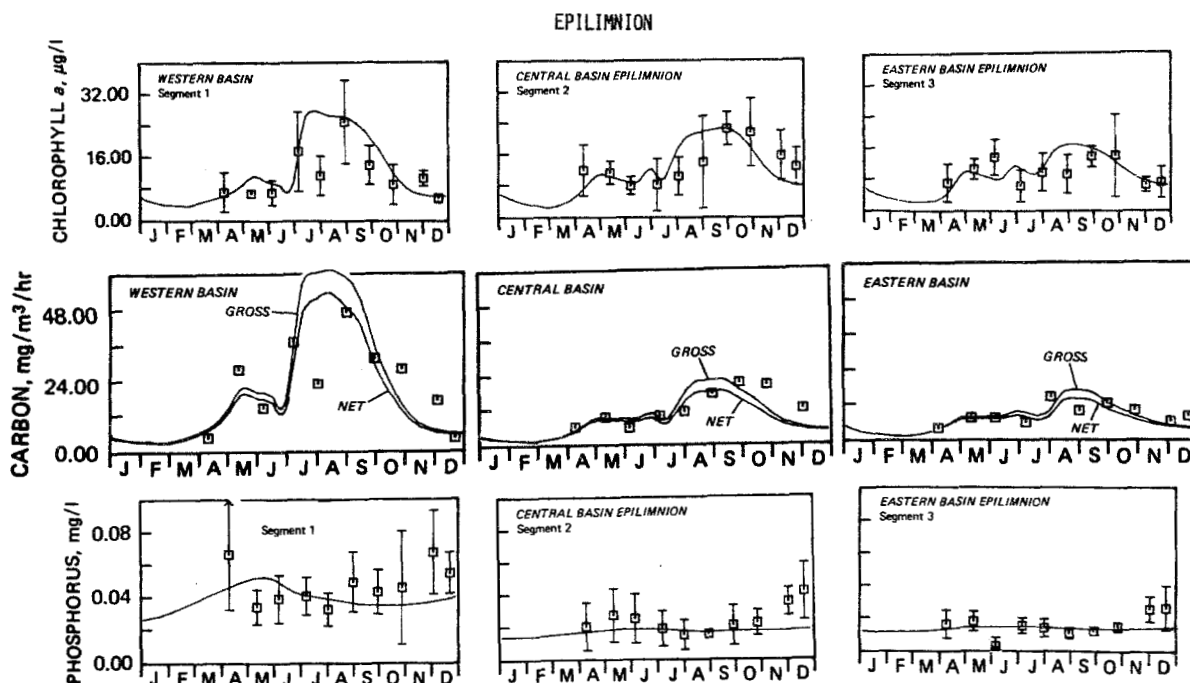 EPILIMNION
CHLOROPHYLL a, µg/l
32.00
16.00
0.00
WESTERN BASIN
Segment 1
J F M A M J J A S O N D
CENTRAL BASIN EPILIMNION
Segment 2
J F M A M J J A S O N D
EASTERN BASIN EPILIMNION
Segment 3
J F M A M J J A S O N D
CARBON, mg/m³/hr
48.00
24.00
0.00
WESTERN BASIN
GROSS
NET
J F M A M J J A S O N D
CENTRAL BASIN
GROSS
NET
J F M A M J J A S O N D
EASTERN BASIN
GROSS
NET
J F M A M J J A S O N D
PHOSPHORUS, mg/l
0.08
0.04
0.00
Segment 1
J F M A M J J A S O N D
CENTRAL BASIN EPILIMNION
Segment 2
J F M A M J J A S O N D
EASTERN BASIN EPILIMNION
Segment 3
J F M A M J J A S O N D